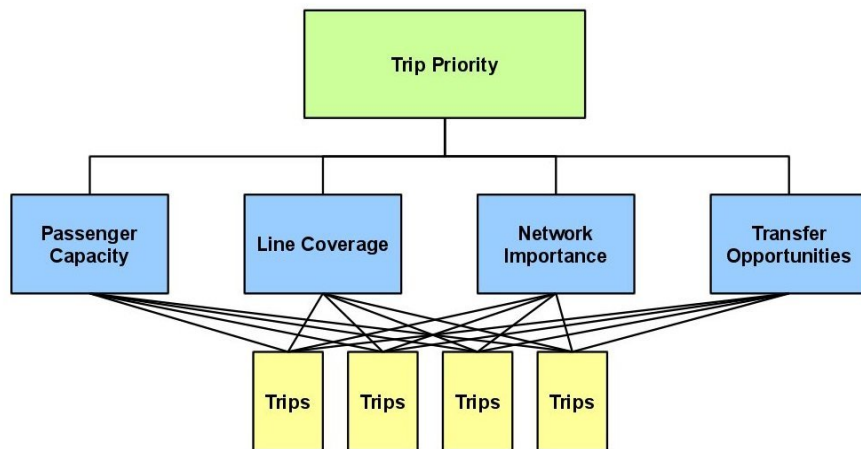 Trip Priority
Passenger
Capacity
Line Coverage
Network
Importance
Transfer
Opportunities
Trips
Trips
Trips
Trips